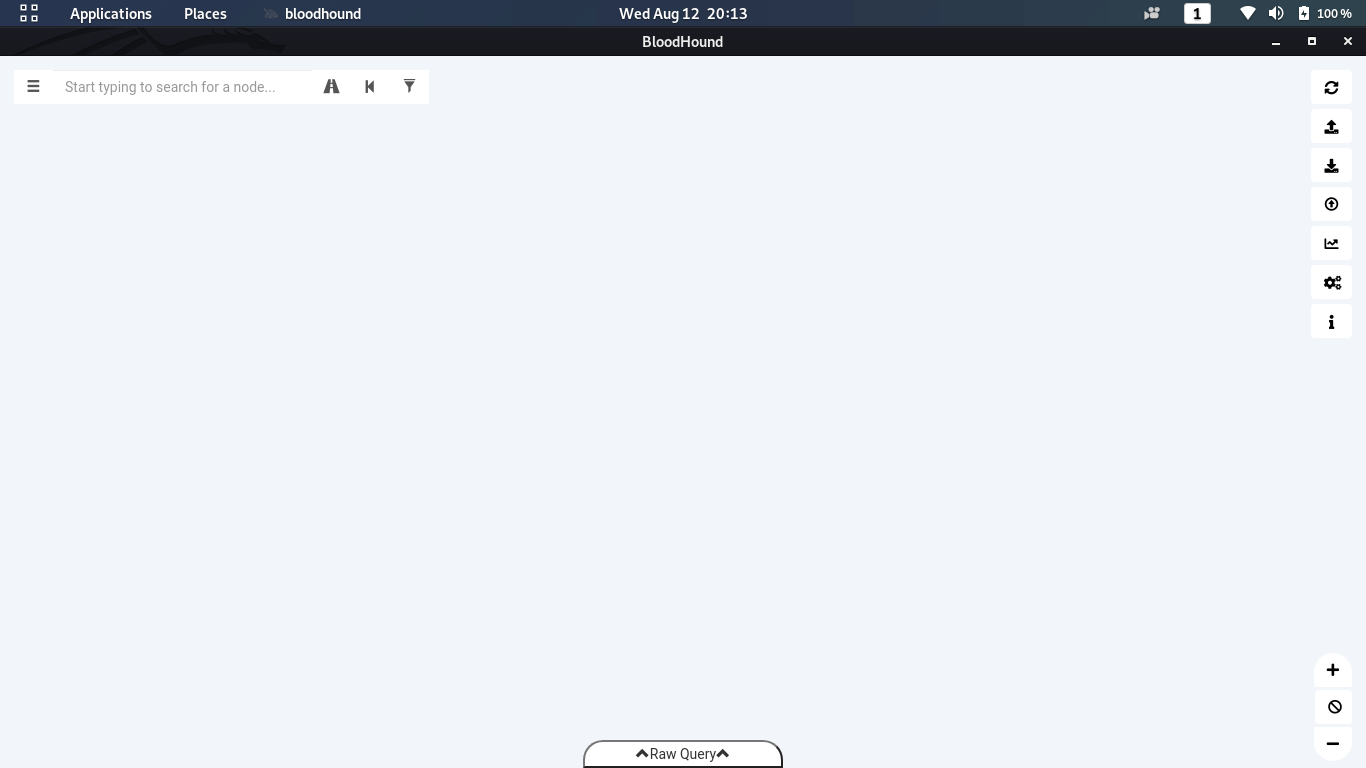 Applications Places bloodhound Wed Aug 12 20:13 1 100 %
BloodHound
Start typing to search for a node...
Raw Query